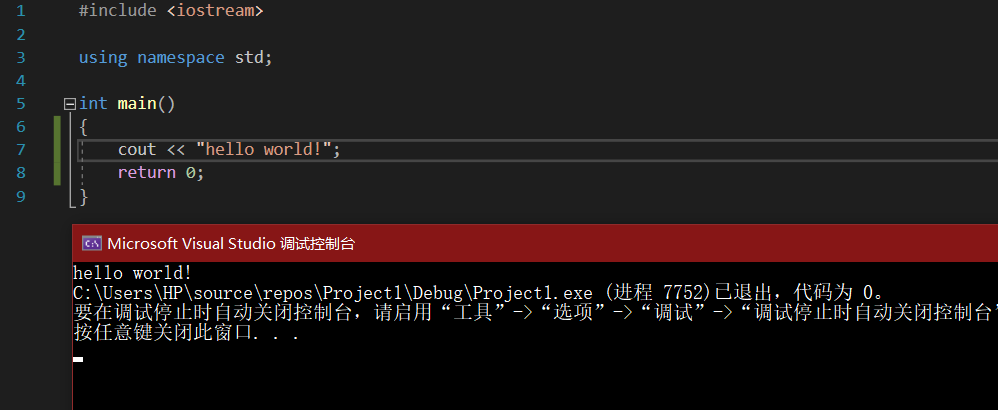 1 #include <iostream>
2
3 using namespace std;
4
5 int main()
6 {
7 cout << "hello world!";
8 return 0;
9 }
C:\ Microsoft Visual Studio 调试控制台
hello world!
C:\Users\HP\source\repos\Project1\Debug\Project1.exe (进程 7752)已退出，代码为 0。
要在调试停止时自动关闭控制台，请启用“工具”->“选项”->“调试”->“调试停止时自动关闭控制台”
按任意键关闭此窗口. . .